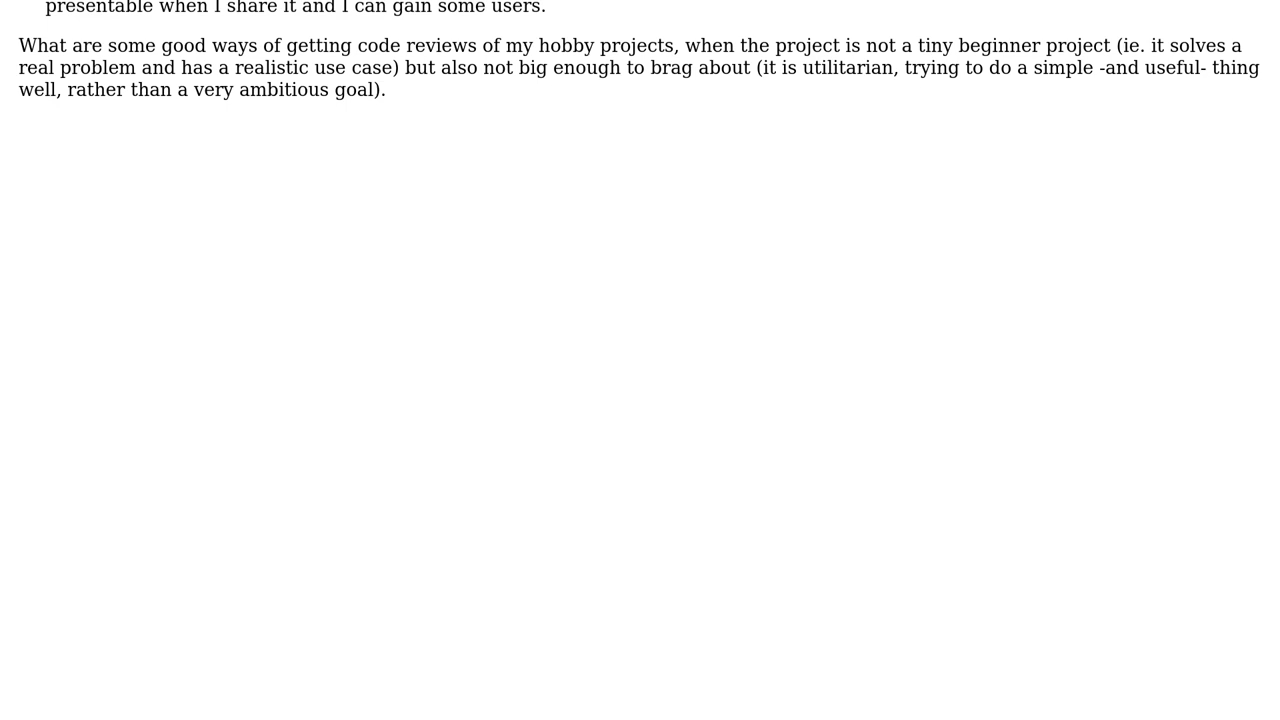 presentable when I share it and I can gain some users.
What are some good ways of getting code reviews of my hobby projects, when the project is not a tiny beginner project (ie. it solves a
real problem and has a realistic use case) but also not big enough to brag about (it is utilitarian, trying to do a simple -and useful- thing
well, rather than a very ambitious goal).